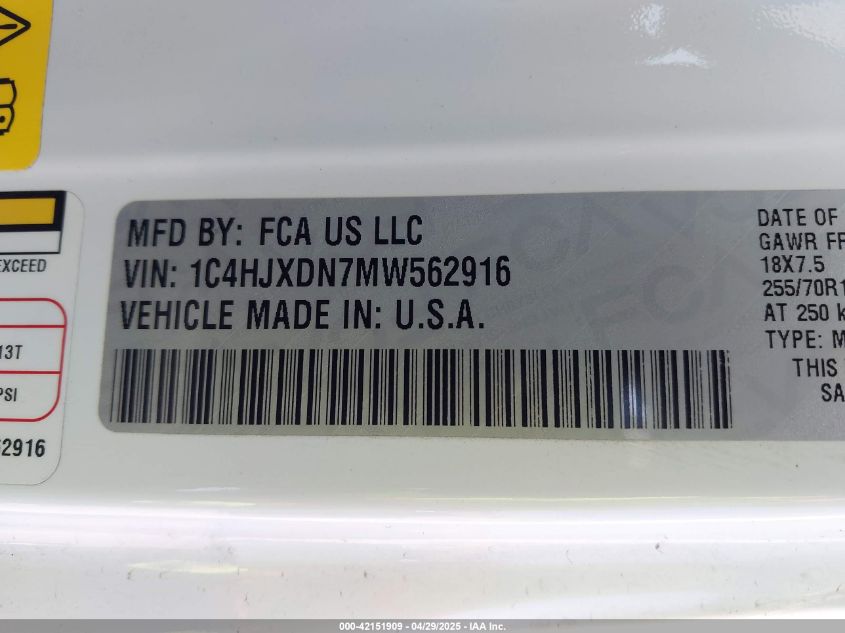 MFD BY: FCA US LLC
VIN: 1C4HJXDN7MW562916
VEHICLE MADE IN: U.S.A.
EXCEED
13T
PSI
62916
DATE OF
GAWR FR
18X7.5
255/70R1
AT 250 k
TYPE: M
THIS
SA
000-42151909 - 04/29/2025 - IAA Inc.